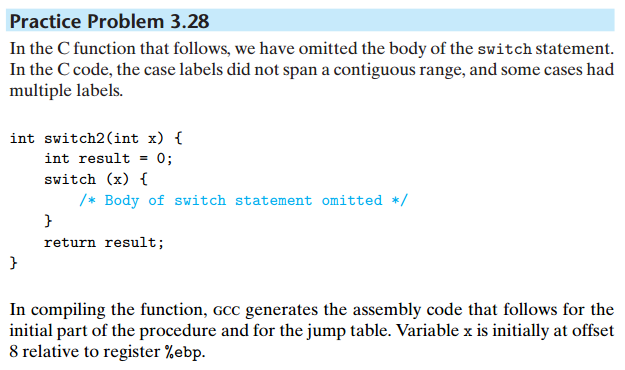 Practice Problem 3.28
In the C function that follows, we have omitted the body of the switch statement.
In the C code, the case labels did not span a contiguous range, and some cases had
multiple labels.
int switch2(int x) {
    int result = 0;
    switch (x) {
        /* Body of switch statement omitted */
    }
    return result;
}
In compiling the function, GCC generates the assembly code that follows for the
initial part of the procedure and for the jump table. Variable x is initially at offset
8 relative to register %ebp.